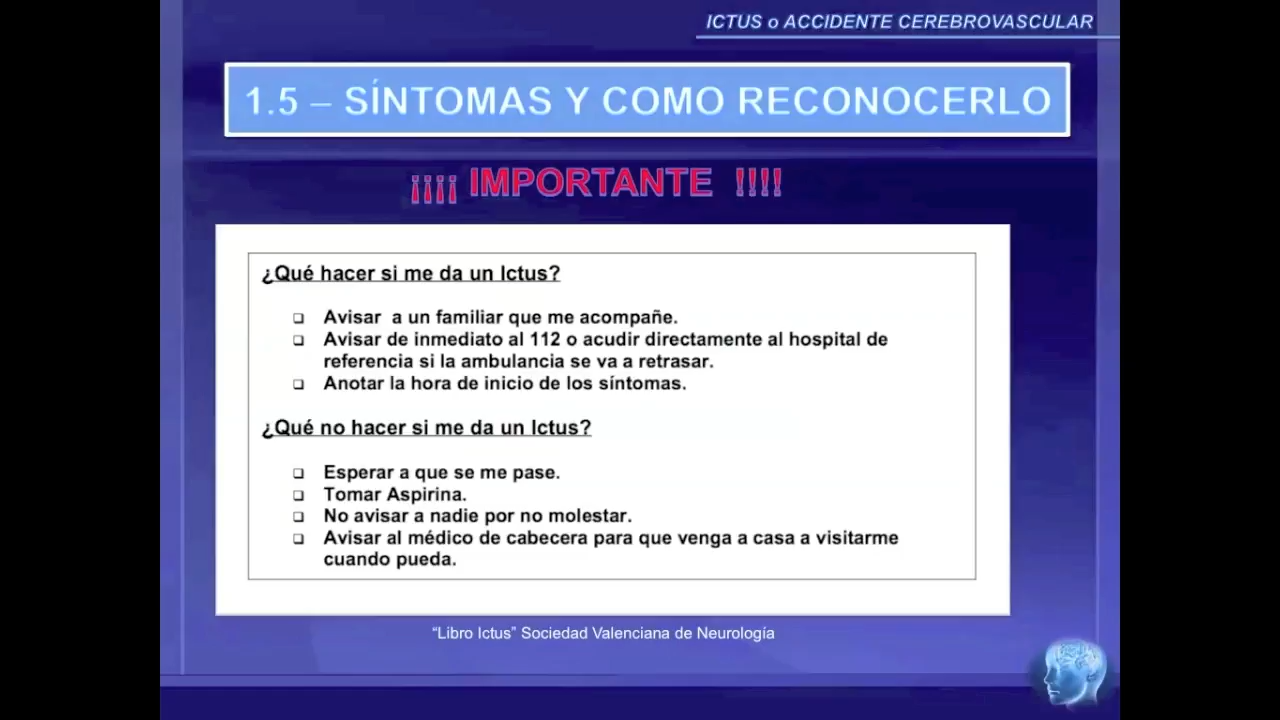 ICTUS o ACCIDENTE CEREBROVASCULAR
1.5 – SÍNTOMAS Y COMO RECONOCERLO
¡¡¡¡ IMPORTANTE !!!!
¿Qué hacer si me da un Ictus?
❑ Avisar a un familiar que me acompañe.
❑ Avisar de inmediato al 112 o acudir directamente al hospital de
referencia si la ambulancia se va a retrasar.
❑ Anotar la hora de inicio de los síntomas.
¿Qué no hacer si me da un Ictus?
❑ Esperar a que se me pase.
❑ Tomar Aspirina.
❑ No avisar a nadie por no molestar.
❑ Avisar al médico de cabecera para que venga a casa a visitarme
cuando pueda.
“Libro Ictus” Sociedad Valenciana de Neurología